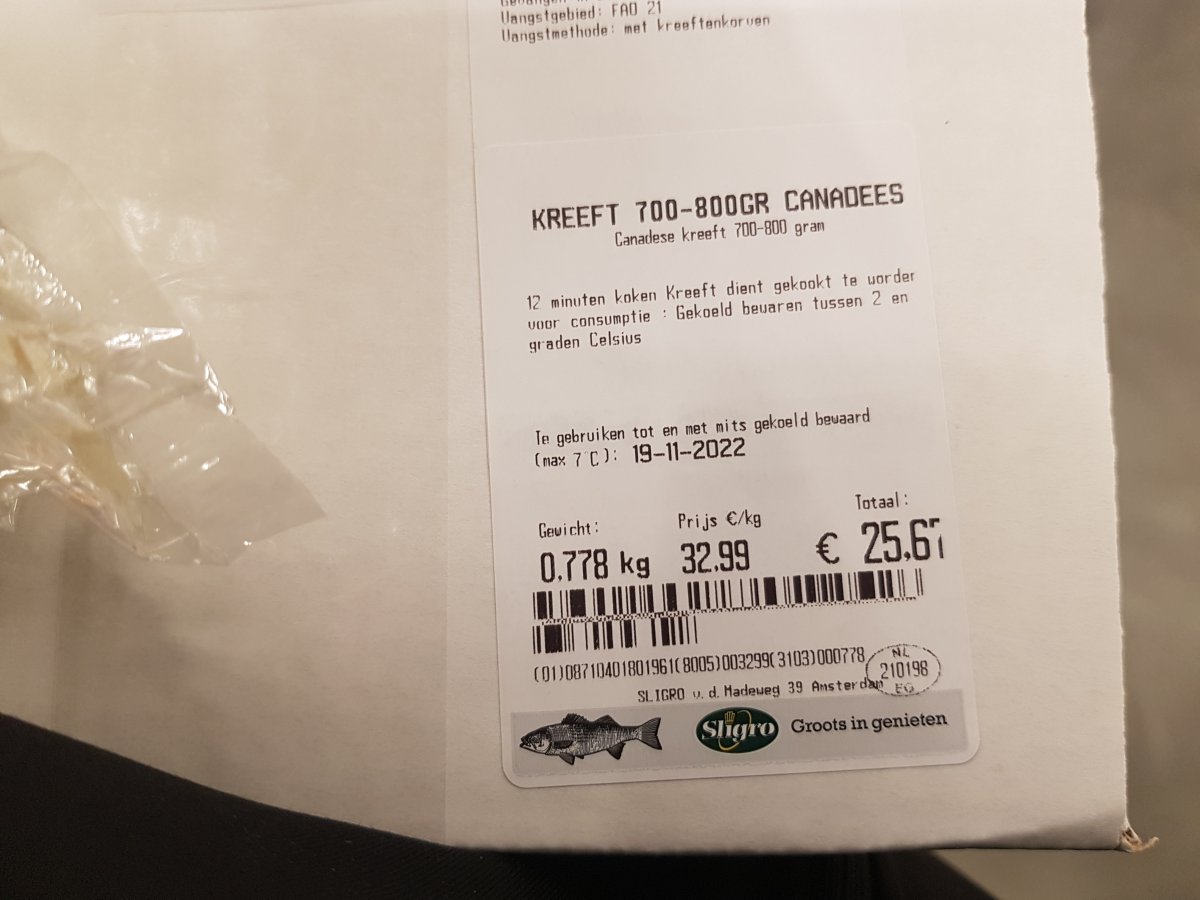 Vangstgebied: FAO 21
Vangstmethode: met kreeftenkorven
KREEFT 700-800GR CANADEES
Canadese kreeft 700-800 gram
12 minuten koken Kreeft dient gekookt te worder
voor consumptie : Gekoeld bewaren tussen 2 en
graden Celsius
Te gebruiken tot en met mits gekoeld bewaard
(max 7°C): 19-11-2022
Gewicht: Prijs €/kg Totaal:
0,778 kg 32,99 € 25,67
(01)08710401801961(8005)003299(3103)000778
NL
210198
EG
SLIGRO v.d. Madeweg 39 Amsterdam
Sligro Groots in genieten